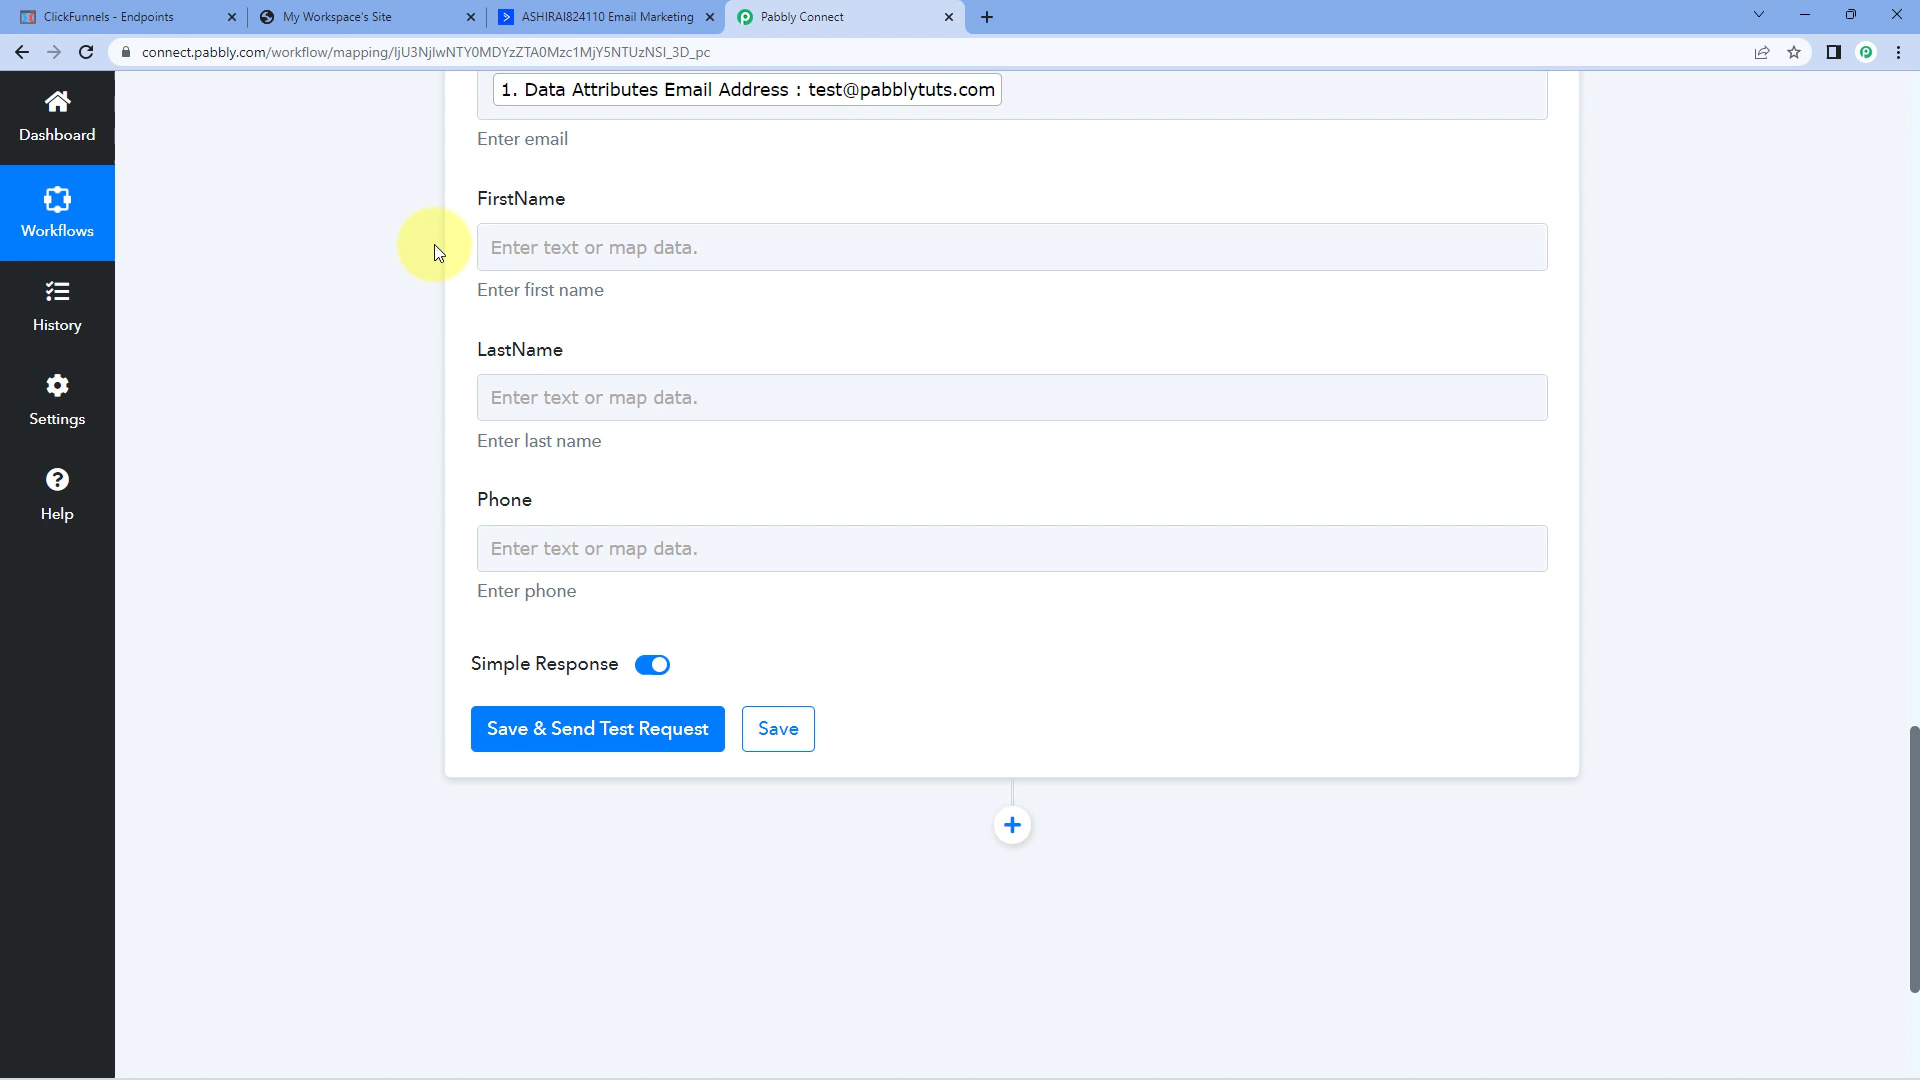 ClickFunnels - Endpoints
My Workspace's Site
ASHIRAI824110 Email Marketing
Pabbly Connect
connect.pabbly.com/workflow/mapping/IjU3NjIwNTY0MDYzZTA0Mzc1MjY5NTUzNSI_3D_pc
Dashboard
Workflows
History
Settings
Help
1. Data Attributes Email Address : test@pabblytuts.com
Enter email
FirstName
Enter text or map data.
Enter first name
LastName
Enter text or map data.
Enter last name
Phone
Enter text or map data.
Enter phone
Simple Response
Save & Send Test Request
Save